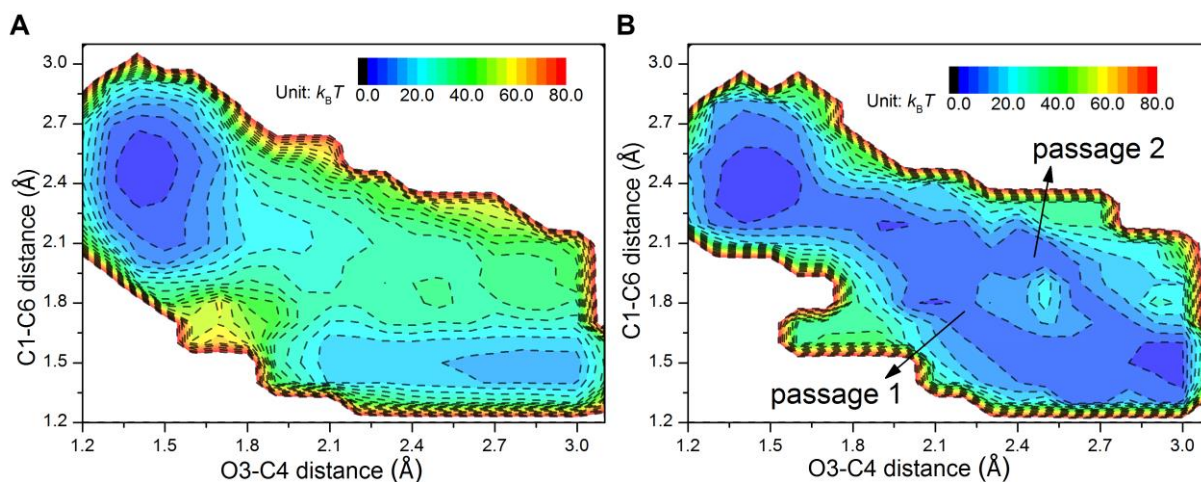 A
B
Unit: kBT
0.0 20.0 40.0 60.0 80.0
Unit: kBT
0.0 20.0 40.0 60.0 80.0
C1-C6 distance (Å)
3.0
2.7
2.4
2.1
1.8
1.5
1.2
1.2 1.5 1.8 2.1 2.4 2.7 3.0
O3-C4 distance (Å)
C1-C6 distance (Å)
3.0
2.7
2.4
2.1
1.8
1.5
1.2
passage 2
passage 1
1.2 1.5 1.8 2.1 2.4 2.7 3.0
O3-C4 distance (Å)